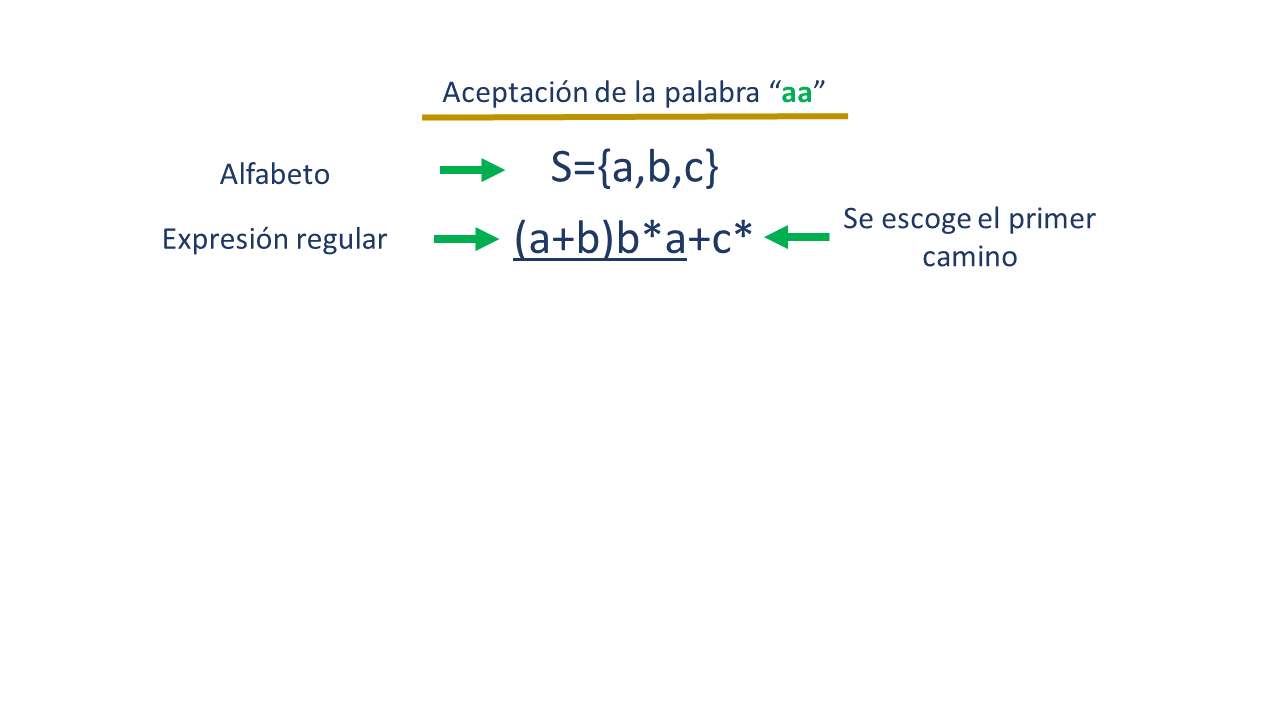 Aceptación de la palabra “aa”
Alfabeto
S={a,b,c}
Expresión regular
(a+b)b*a+c*
Se escoge el primer
camino